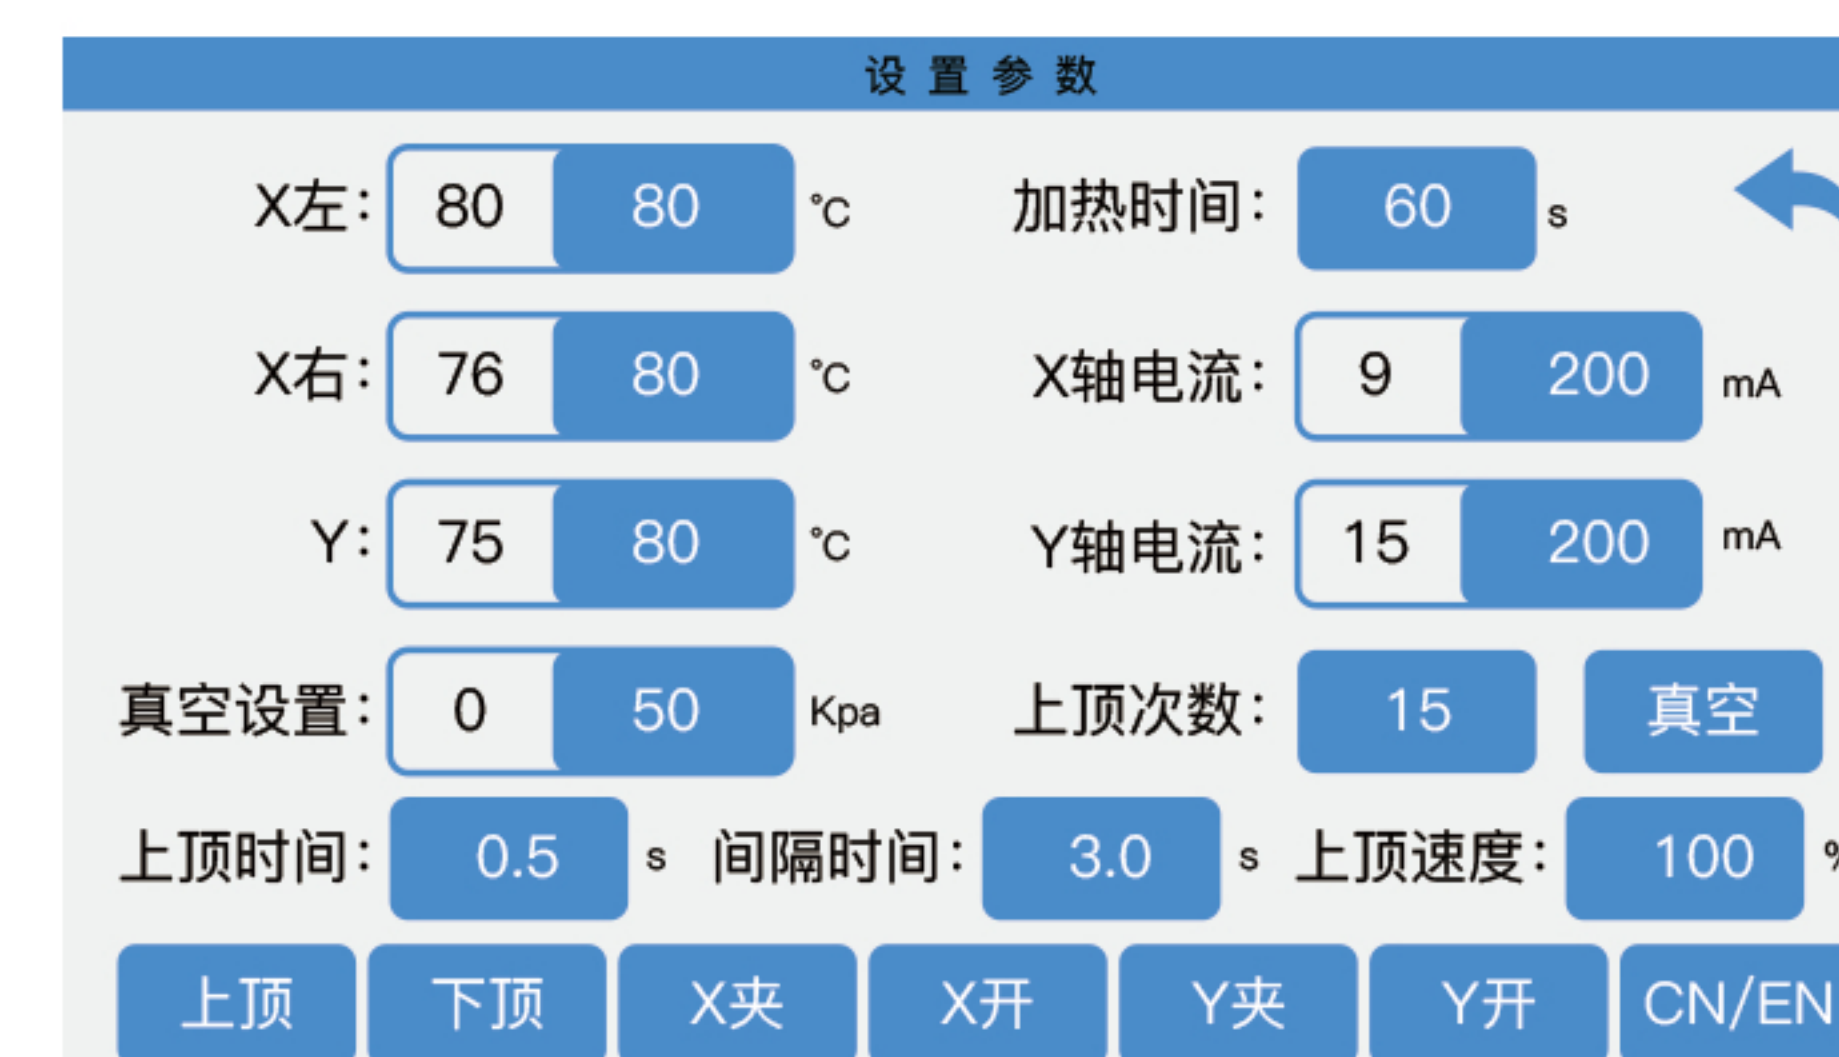 设置参数
X左: 80 80 ℃ 加热时间: 60 s
X右: 76 80 ℃ X轴电流: 9 200 mA
Y: 75 80 ℃ Y轴电流: 15 200 mA
真空设置: 0 50 Kpa 上顶次数: 15 真空
上顶时间: 0.5 s 间隔时间: 3.0 s 上顶速度: 100 %
上顶 下顶 X夹 X开 Y夹 Y开 CN/EN